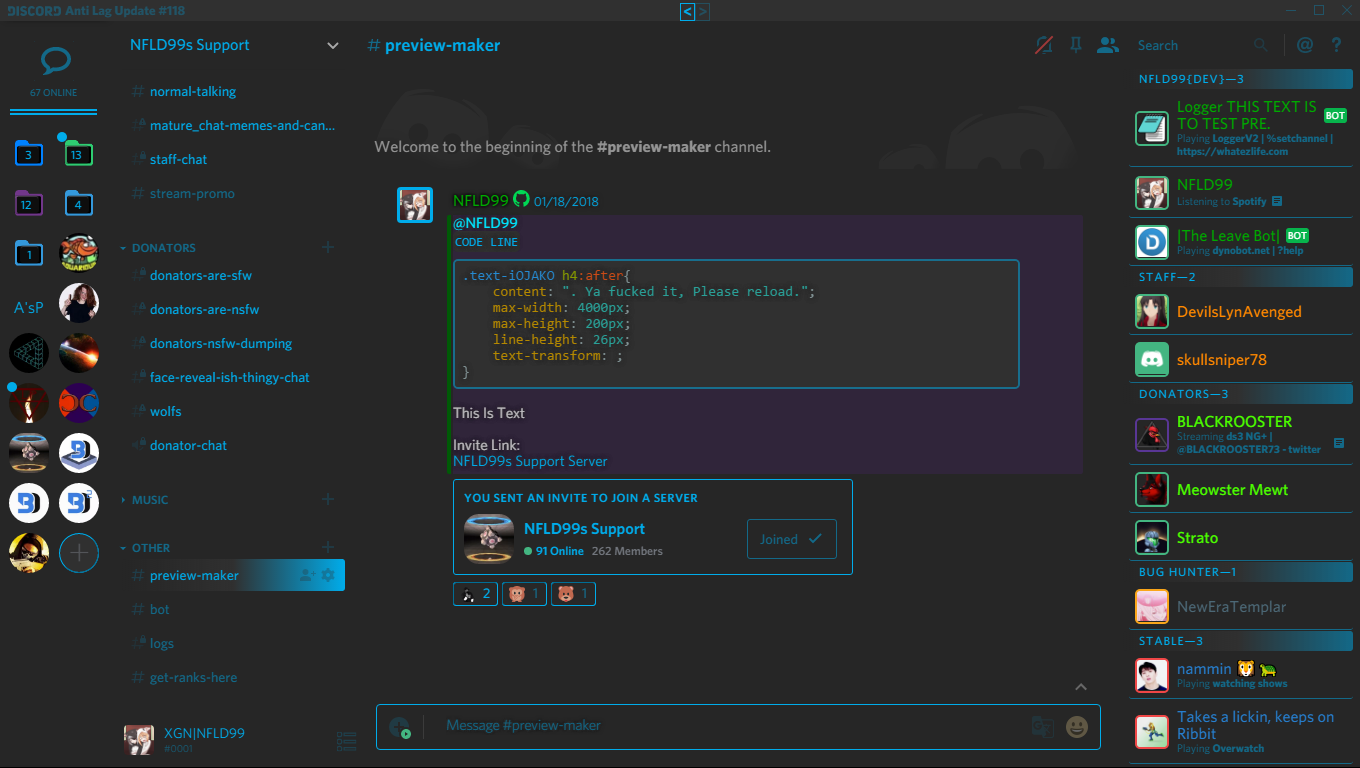 DISCORD Anti Lag Update #118
< >
67 ONLINE
3
13
12
4
1
A'sP
NFLD99s Support
# normal-talking
mature_chat-memes-and-can...
staff-chat
# stream-promo
DONATORS
donators-are-sfw
donators-are-nsfw
donators-nsfw-dumping
face-reveal-ish-thingy-chat
wolfs
donator-chat
MUSIC
OTHER
# preview-maker
# bot
logs
# get-ranks-here
XGN|NFLD99
#0001
# preview-maker
Search
@ ?
Welcome to the beginning of the #preview-maker channel.
NFLD99 01/18/2018
@NFLD99
CODE LINE
.text-iOJAKO h4:after{
content: ". Ya fucked it, Please reload.";
max-width: 4000px;
max-height: 200px;
line-height: 26px;
text-transform: ;
}
This Is Text
Invite Link:
NFLD99s Support Server
YOU SENT AN INVITE TO JOIN A SERVER
NFLD99s Support
91 Online 262 Members
Joined
2 1 1
Message #preview-maker
NFLD99{DEV}—3
Logger THIS TEXT IS
TO TEST PRE. BOT
Playing LoggerV2 | %setchannel |
https://whatezlife.com
NFLD99
Listening to Spotify
|The Leave Bot| BOT
Playing dynobot.net | ?help
STAFF—2
DevilsLynAvenged
skullsniper78
DONATORS—3
BLACKROOSTER
Streaming ds3 NG+ |
@BLACKROOSTER73 - twitter
Meowster Mewt
Strato
BUG HUNTER—1
NewEraTemplar
STABLE—3
nammin 🐯 🐢
Playing watching shows
Takes a lickin, keeps on
Ribbit
Playing Overwatch